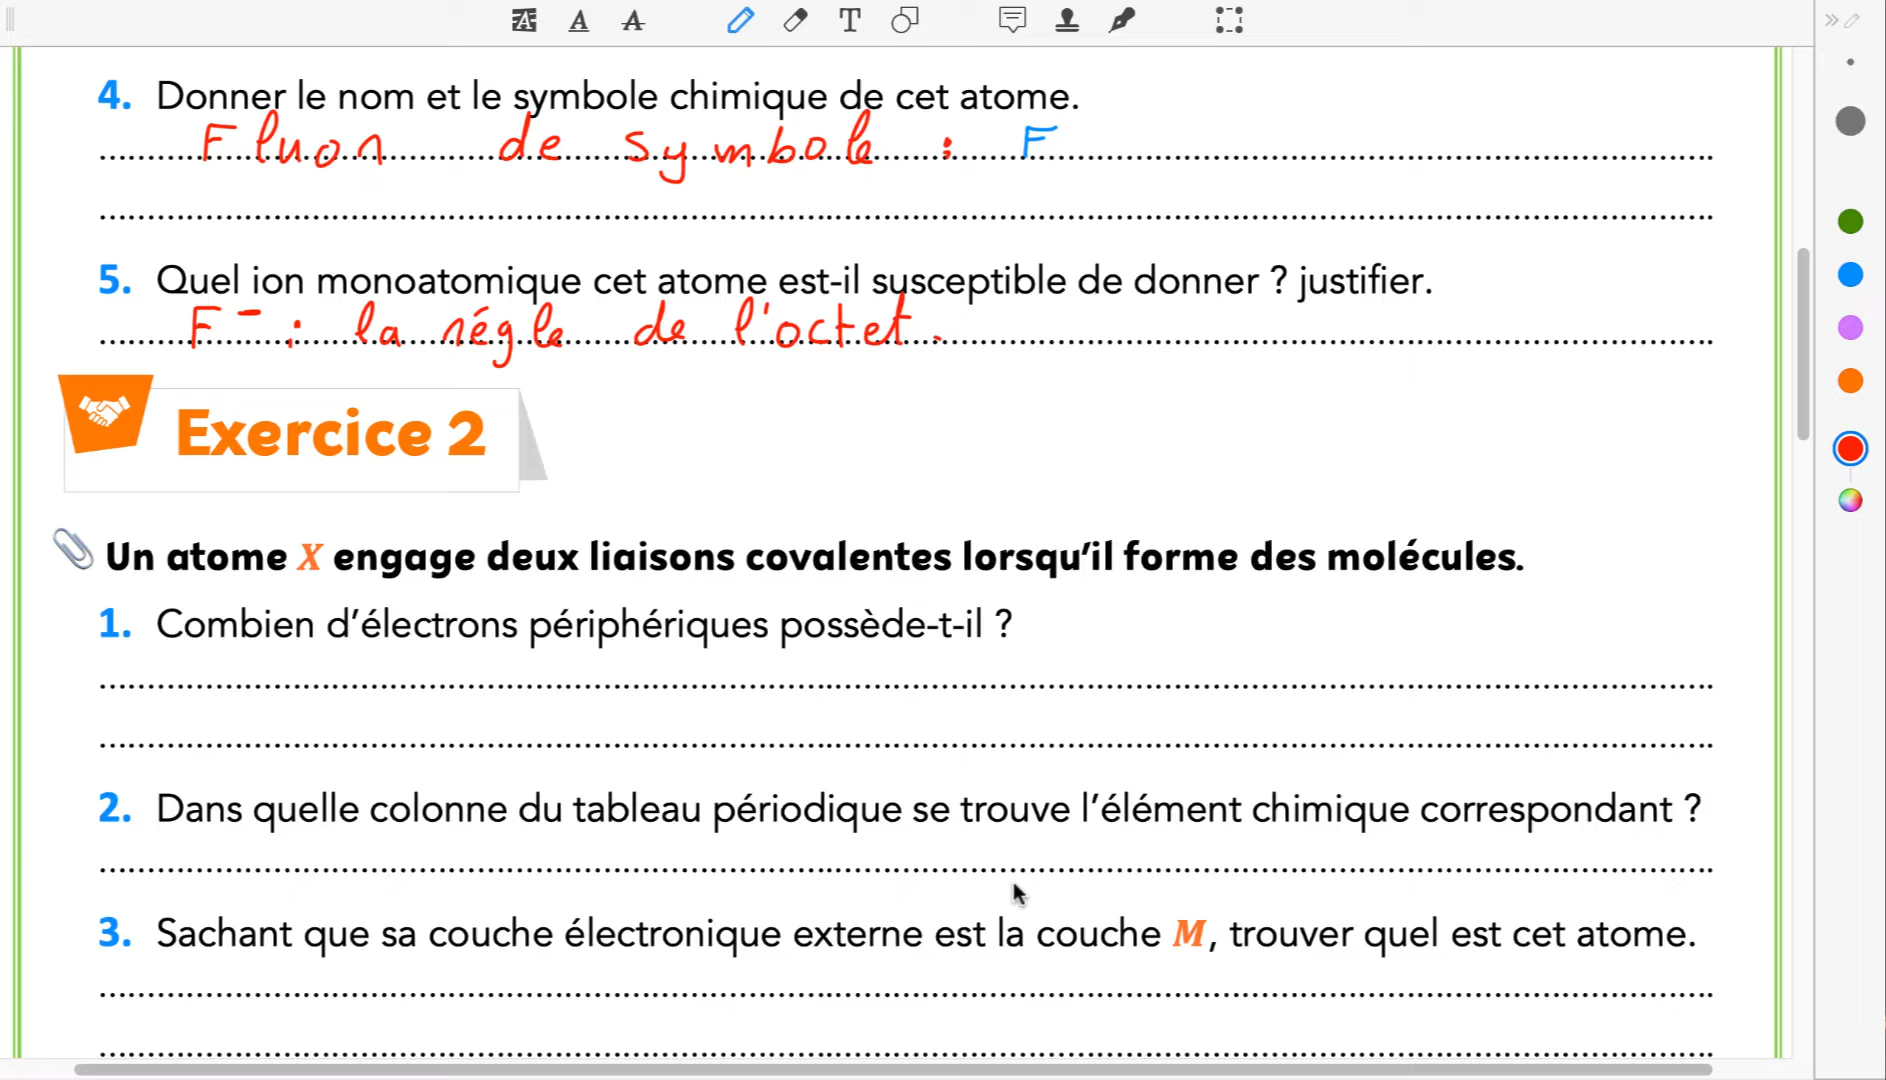 4. Donner le nom et le symbole chimique de cet atome.
Fluor de symbole : F
5. Quel ion monoatomique cet atome est-il susceptible de donner ? justifier.
F⁻ : la régle de l'octet.
Exercice 2
Un atome X engage deux liaisons covalentes lorsqu'il forme des molécules.
1. Combien d'électrons périphériques possède-t-il ?
2. Dans quelle colonne du tableau périodique se trouve l'élément chimique correspondant ?
3. Sachant que sa couche électronique externe est la couche M, trouver quel est cet atome.